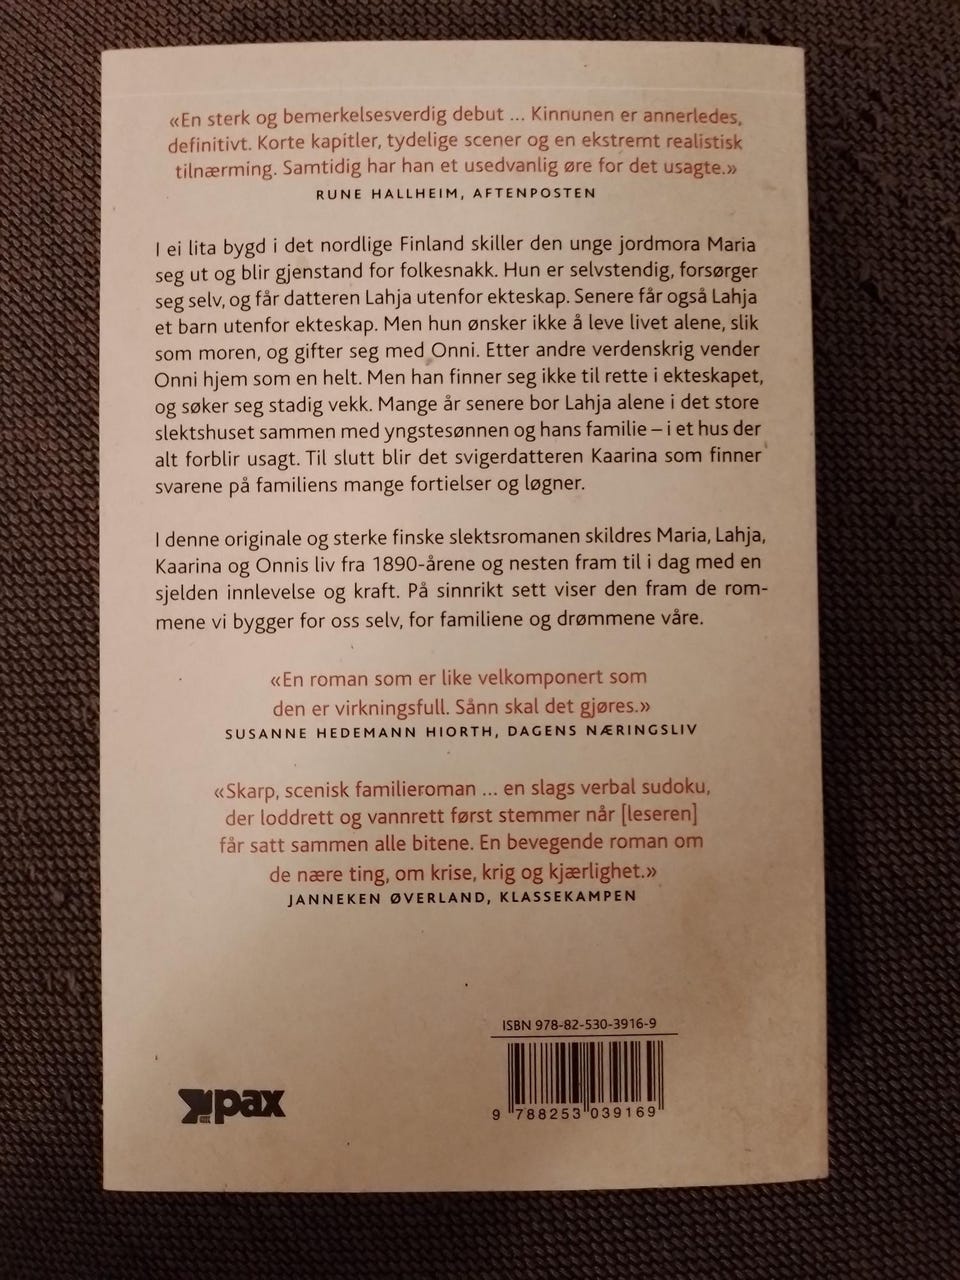 «En sterk og bemerkelsesverdig debut ... Kinnunen er annerledes,
definitivt. Korte kapitler, tydelige scener og en ekstremt realistisk
tilnærming. Samtidig har han et usedvanlig øre for det usagte.»
RUNE HALLHEIM, AFTENPOSTEN
I ei lita bygd i det nordlige Finland skiller den unge jordmora Maria
seg ut og blir gjenstand for folkesnakk. Hun er selvstendig, forsørger
seg selv, og får datteren Lahja utenfor ekteskap. Senere får også Lahja
et barn utenfor ekteskap. Men hun ønsker ikke å leve livet alene, slik
som moren, og gifter seg med Onni. Etter andre verdenskrig vender
Onni hjem som en helt. Men han finner seg ikke til rette i ekteskapet,
og søker seg stadig vekk. Mange år senere bor Lahja alene i det store
slektshuset sammen med yngstesønnen og hans familie – i et hus der
alt forblir usagt. Til slutt blir det svigerdatteren Kaarina som finner
svarene på familiens mange fortielser og løgner.
I denne originale og sterke finske slektsromanen skildres Maria, Lahja,
Kaarina og Onnis liv fra 1890-årene og nesten fram til i dag med en
sjelden innlevelse og kraft. På sinnrikt sett viser den fram de rom-
mene vi bygger for oss selv, for familiene og drømmene våre.
«En roman som er like velkomponert som
den er virkningsfull. Sånn skal det gjøres.»
SUSANNE HEDEMANN HIORTH, DAGENS NÆRINGSLIV
«Skarp, scenisk familieroman ... en slags verbal sudoku,
der loddrett og vannrett først stemmer når [leseren]
får satt sammen alle bitene. En bevegende roman om
de nære ting, om krise, krig og kjærlighet.»
JANNEKEN ØVERLAND, KLASSEKAMPEN
ISBN 978-82-530-3916-9
9 788253 039169
pax